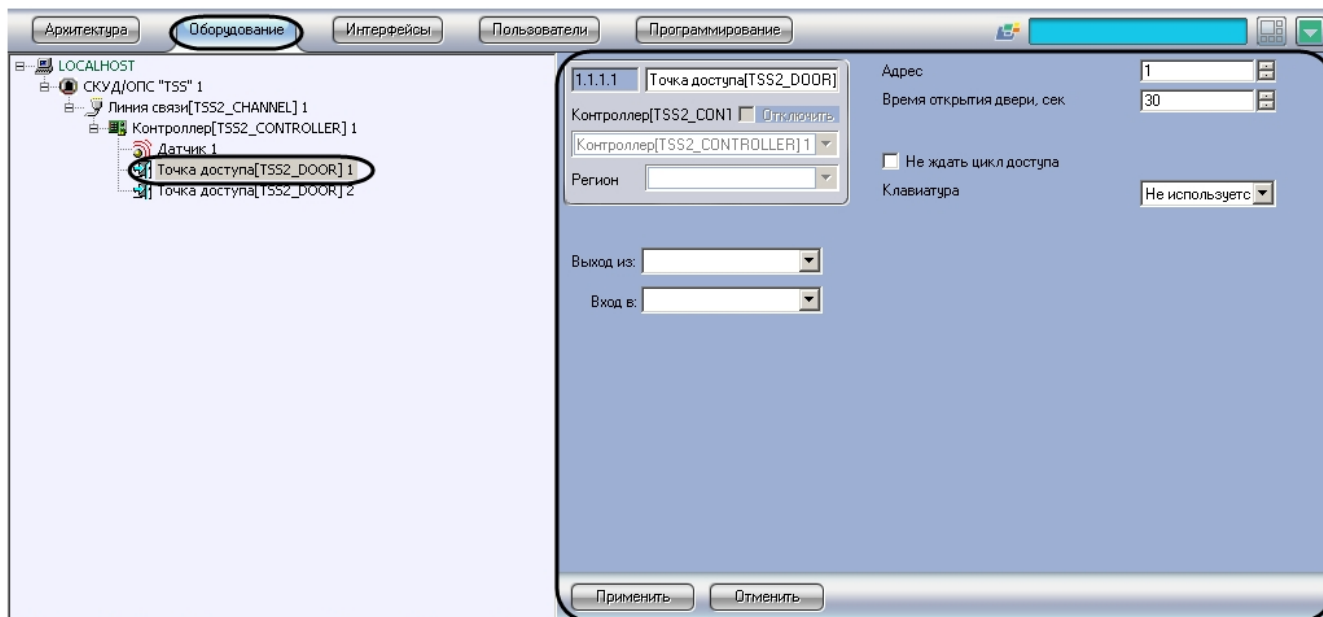 Архитектура Оборудование Интерфейсы Пользователи Программирование
LOCALHOST
СКУД/ОПС "TSS" 1
Линия связи[TSS2_CHANNEL] 1
Контроллер[TSS2_CONTROLLER] 1
Датчик 1
Точка доступа[TSS2_DOOR] 1
Точка доступа[TSS2_DOOR] 2
1.1.1.1 Точка доступа[TSS2_DOOR]
Контроллер[TSS2_CONT Отключить
Контроллер[TSS2_CONTROLLER] 1
Регион
Выход из:
Вход в:
Адрес 1
Время открытия двери, сек 30
Не ждать цикл доступа
Клавиатура Не используетс
Применить Отменить